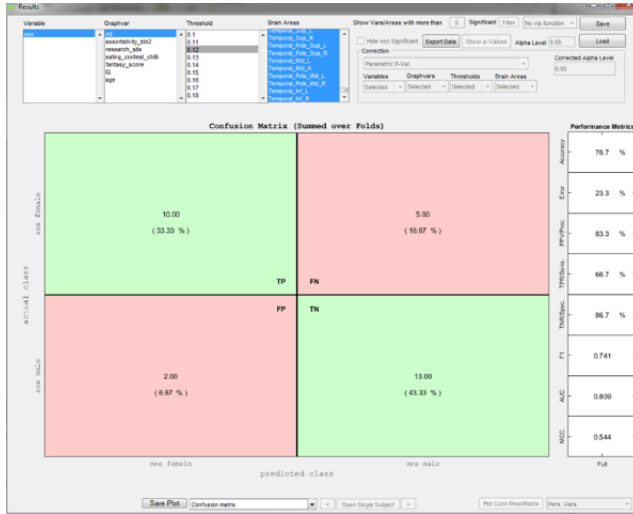 Results
Variable Graphvar Threshold Brain Areas Show Vars/Areas with more than 5 Significant Filter No via function Save
sex All 0.1 Temporal_Sup_L
assortativity_bin2 0.11 Temporal_Sup_R
research_site 0.12 Temporal_Pole_Sup_L
eating_contest_chilli 0.13 Temporal_Pole_Sup_R
fantasy_score 0.14 Temporal_Mid_L
IQ 0.15 Temporal_Mid_R
age 0.16 Temporal_Pole_Mid_L
0.17 Temporal_Pole_Mid_R
0.18 Temporal_Inf_L
Temporal_Inf_R
Hide non Significant Export Data Show p-Values Alpha Level 0.05 Load
Correction
Parametric P-Val
Corrected Alpha Level
0.05
Variables Graphvars Thresholds Brain Areas
Selected Selected Selected Selected
Confusion Matrix (Summed over Folds)
Performance Metrics
actual class
sex female
10.00
( 33.33 % )
TP
5.00
( 16.67 % )
FN
sex male
FP
2.00
( 6.67 % )
TN
13.00
( 43.33 % )
sex female sex male
predicted class
Accuracy 76.7 %
Error 23.3 %
PPV/Prec. 83.3 %
TPR/Sens. 66.7 %
TNR/Spec. 86.7 %
F1 0.741
AUC 0.809
MCC 0.544
Full
Save Plot Confusion matrix < Open Single Subject > Plot Conn MeanMatrix Pers. Vars